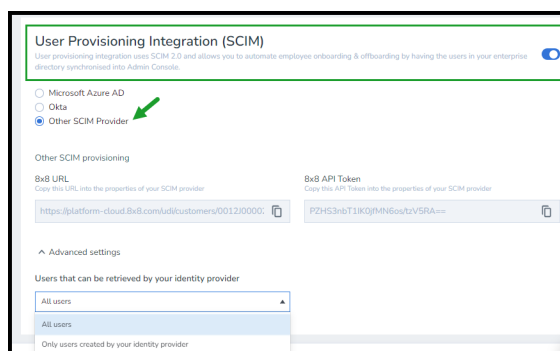 User Provisioning Integration (SCIM)
User provisioning integration uses SCIM 2.0 and allows you to automate employee onboarding & offboarding by having the users in your enterprise
directory synchronised into Admin Console.
Microsoft Azure AD
Okta
Other SCIM Provider
Other SCIM provisioning
8x8 URL
Copy this URL into the properties of your SCIM provider
https://platform-cloud.8x8.com/udi/customers/0012J0000
8x8 API Token
Copy this API Token into the properties of your SCIM provider
PZHS3nbT1IK0jfMN6os/tzV5RA==
Advanced settings
Users that can be retrieved by your identity provider
All users
All users
Only users created by your identity provider